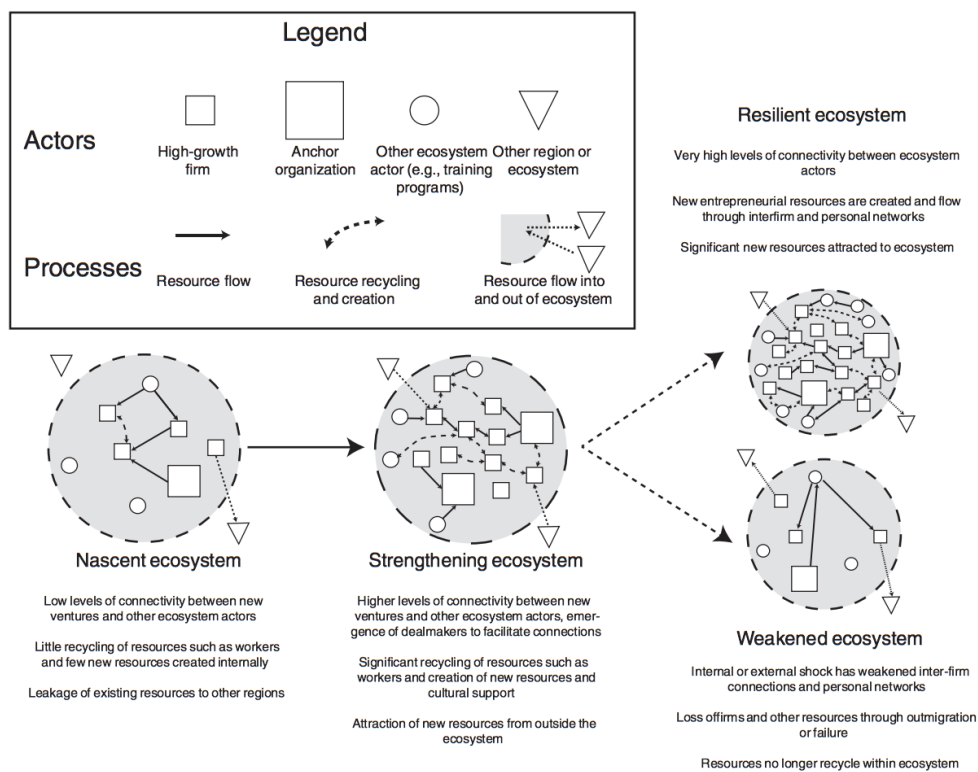 Legend
Actors
High-growth
firm
Anchor
organization
Other ecosystem
actor (e.g., training
programs)
Other region or
ecosystem
Processes
Resource flow
Resource recycling
and creation
Resource flow into
and out of ecosystem
Resilient ecosystem
Very high levels of connectivity between ecosystem
actors
New entrepreneurial resources are created and flow
through interfirm and personal networks
Significant new resources attracted to ecosystem
Nascent ecosystem
Low levels of connectivity between new
ventures and other ecosystem actors
Little recycling of resources such as workers
and few new resources created internally
Leakage of existing resources to other regions
Strengthening ecosystem
Higher levels of connectivity between new
ventures and other ecosystem actors, emer-
gence of dealmakers to facilitate connections
Significant recycling of resources such as
workers and creation of new resources and
cultural support
Attraction of new resources from outside the
ecosystem
Weakened ecosystem
Internal or external shock has weakened inter-firm
connections and personal networks
Loss offirms and other resources through outmigration
or failure
Resources no longer recycle within ecosystem